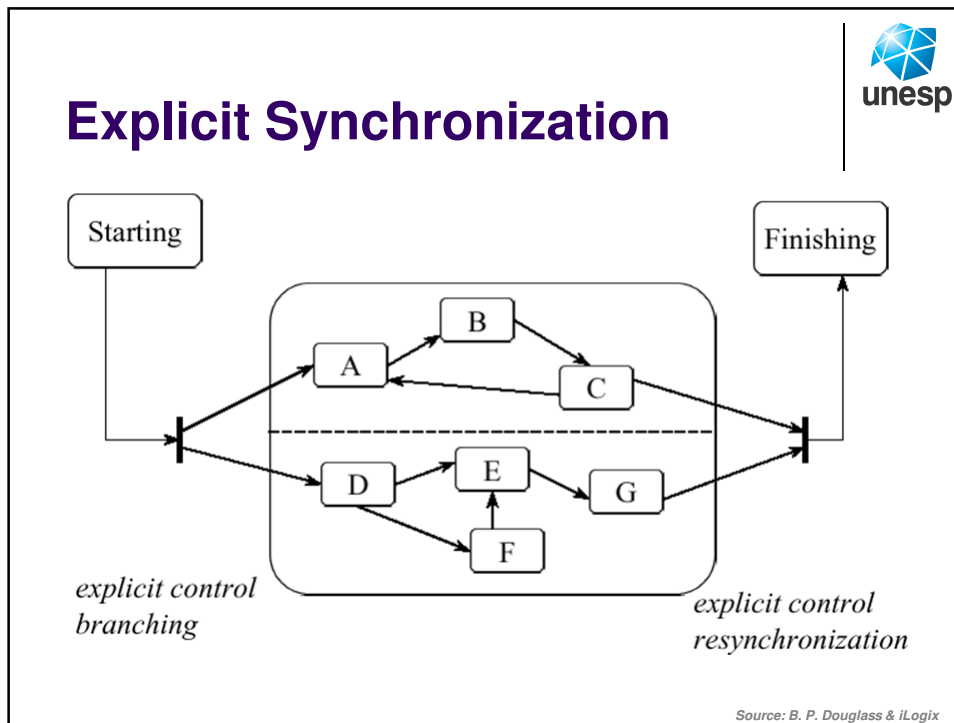 unesp
Explicit Synchronization
Starting
Finishing
B
A
C
D
E
G
F
explicit control
branching
explicit control
resynchronization
Source: B. P. Douglass & iLogix